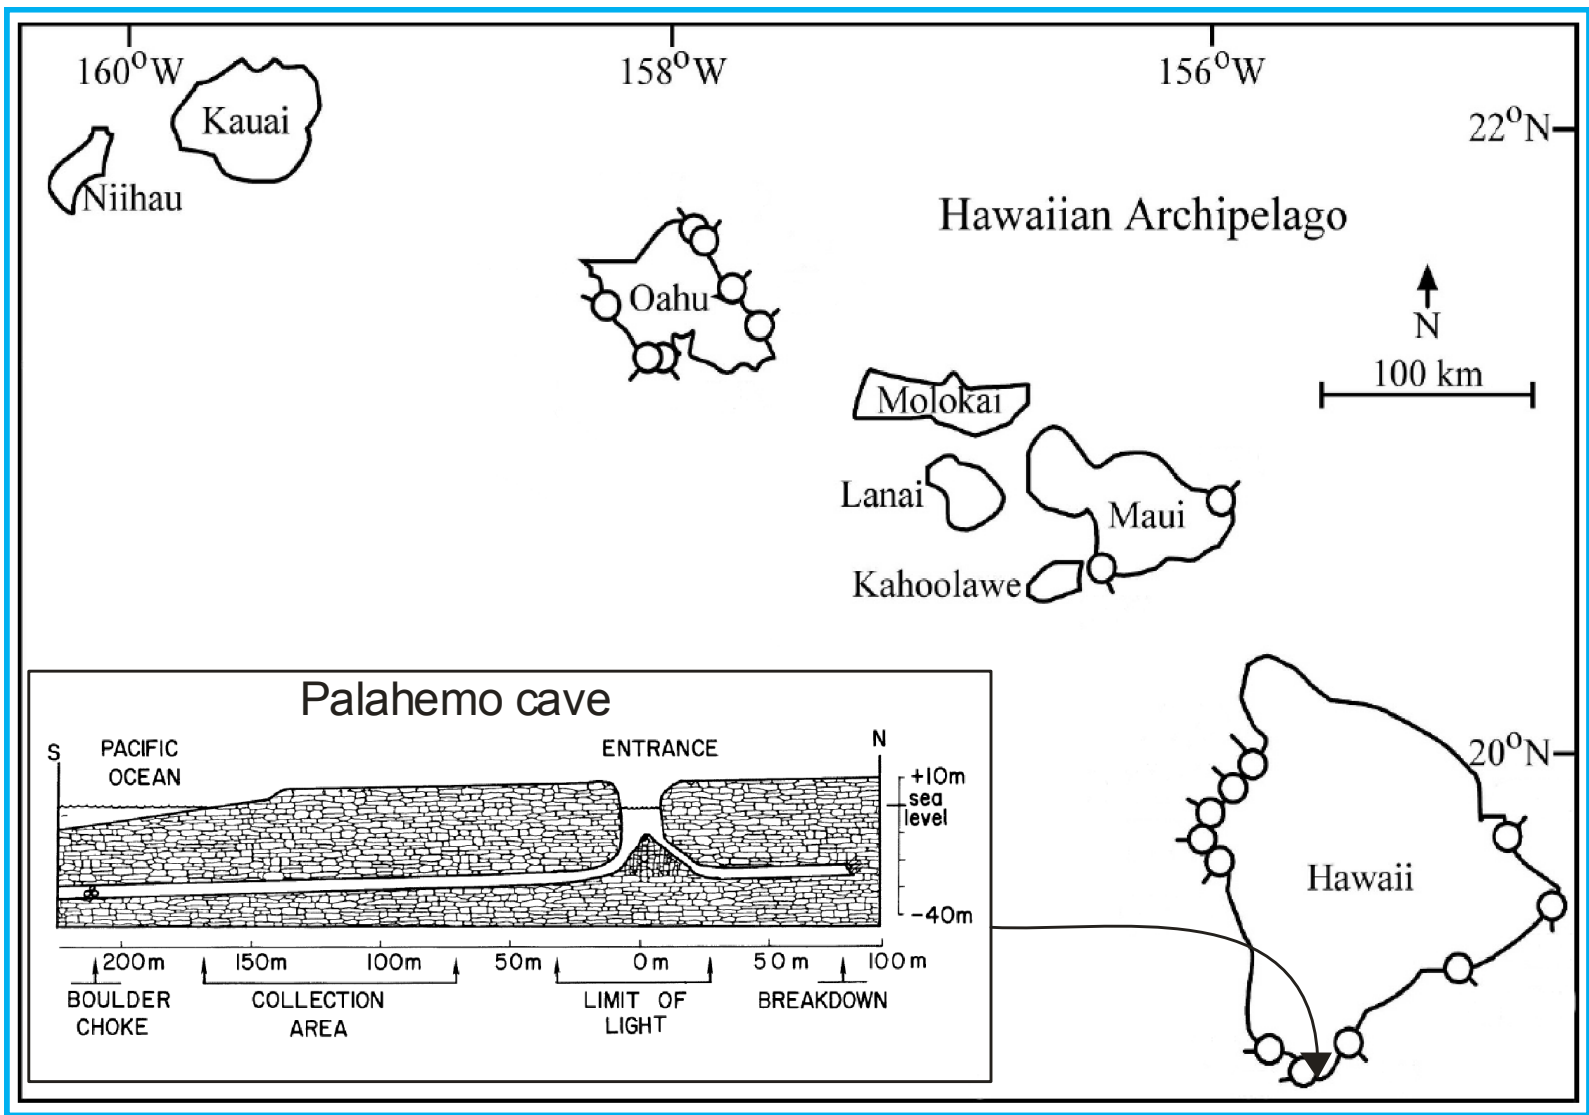 160°W
158°W
156°W
Kauai
22°N
Niihau
Hawaiian Archipelago
Oahu
N
100 km
Molokai
Lanai
Maui
Kahoolawe
20°N
Hawaii
Palahemo cave
S
PACIFIC
OCEAN
ENTRANCE
N
+10m
sea
level
-40m
200m 150m 100m 50m 0m 50m 100m
BOULDER
CHOKE
COLLECTION
AREA
LIMIT OF
LIGHT
BREAKDOWN